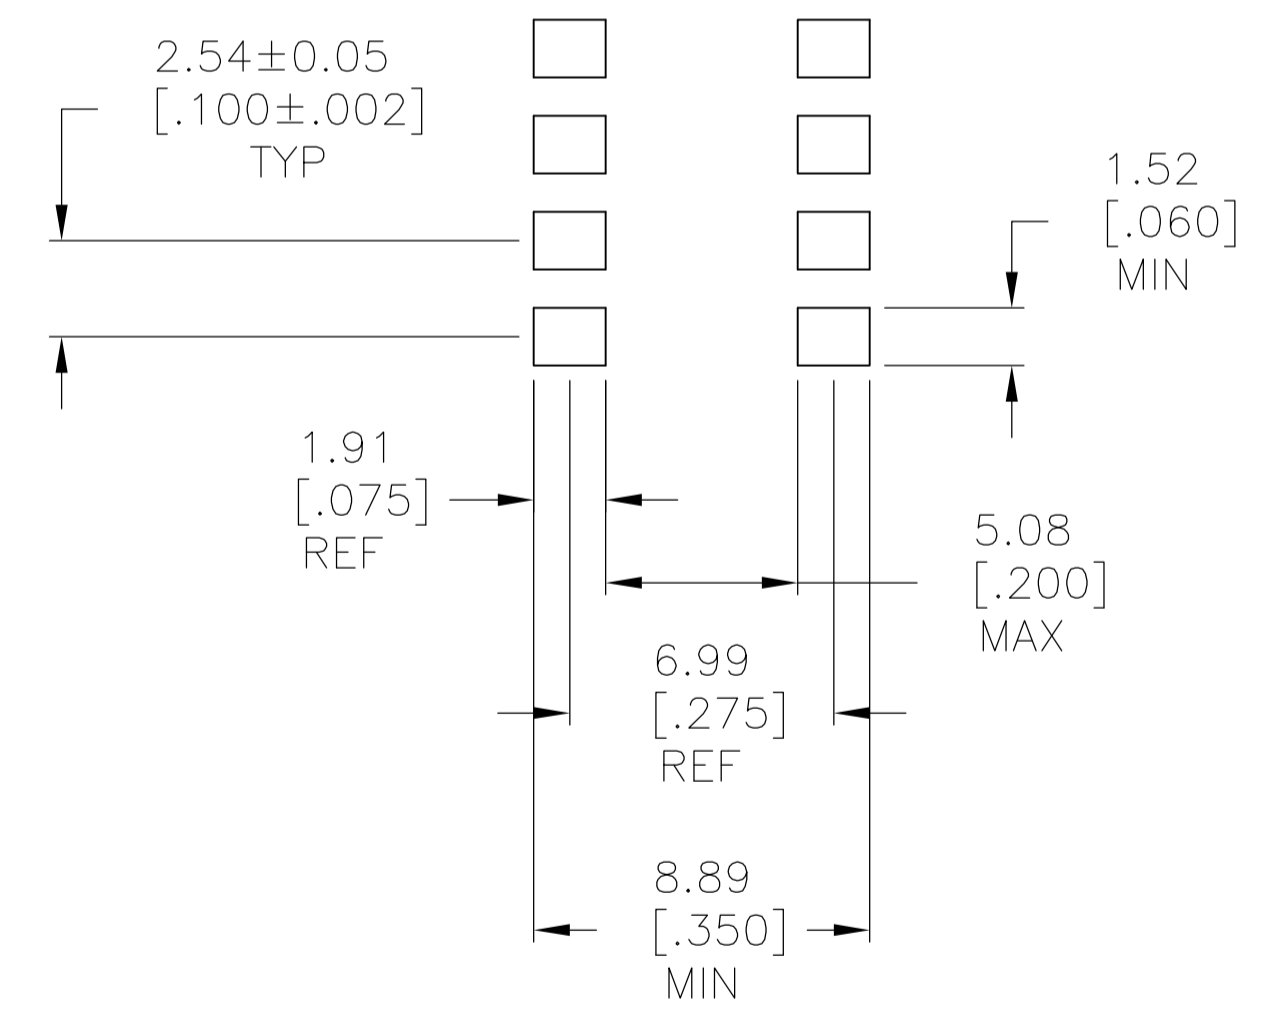 2.54±0.05
[.100±.002]
TYP
1.52
[.060]
MIN
1.91
[.075]
REF
5.08
[.200]
MAX
6.99
[.275]
REF
8.89
[.350]
MIN